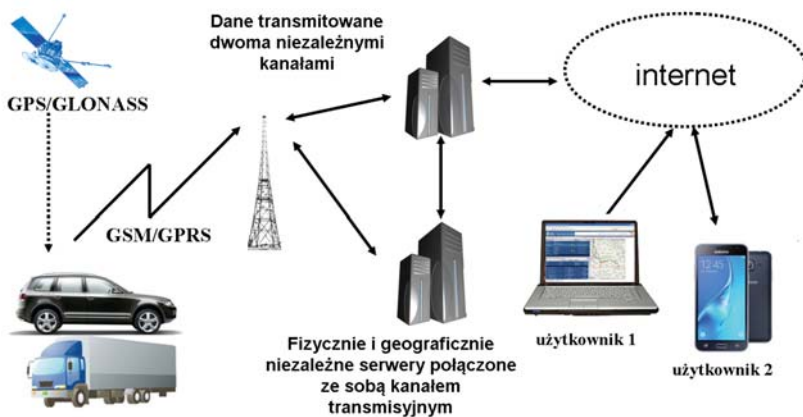 Dane transmitowane
dwoma niezależnymi
kanałami
GPS/GLONASS
internet
GSM/GPRS
użytkownik 1
użytkownik 2
Fizycznie i geograficznie
niezależne serwery połączone
ze sobą kanałem
transmisyjnym